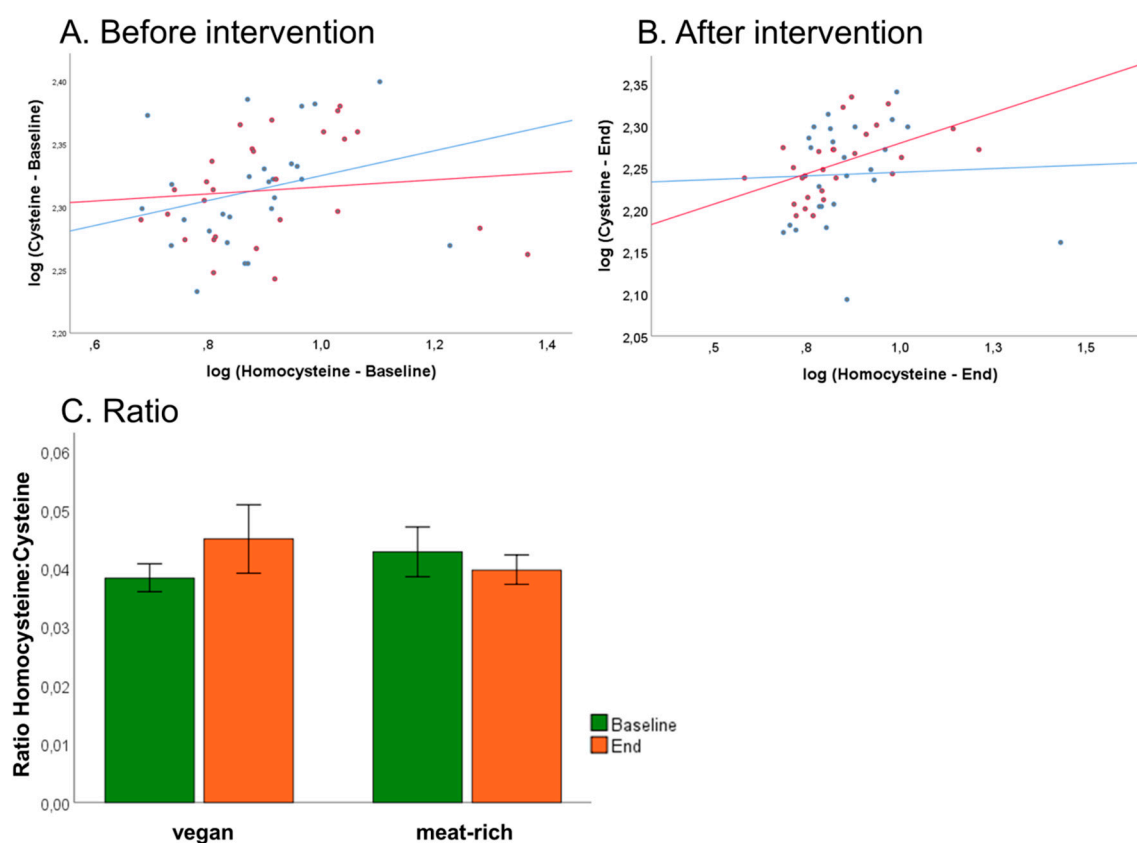 A. Before intervention
log (Cysteine - Baseline)
2,40
2,35
2,30
2,25
2,20
,6 ,8 1,0 1,2 1,4
log (Homocysteine - Baseline)
B. After intervention
log (Cysteine - End)
2,35
2,30
2,25
2,20
2,15
2,10
2,05
,5 ,8 1,0 1,3 1,5
log (Homocysteine - End)
C. Ratio
Ratio Homocysteine:Cysteine
0,06
0,05
0,04
0,03
0,02
0,01
0,00
vegan meat-rich
Baseline
End